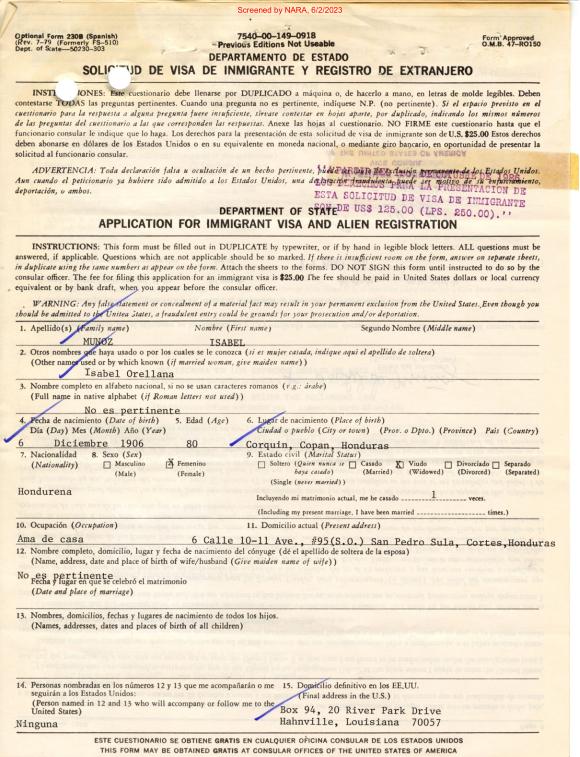 Screened by NARA, 6/2/2023
Optional Form 230B (Spanish)
(Rev. 7-79 (Formerly FS-510)
Dept. of State—50230-303
7540-00-149-0918
Previous Editions Not Useable
Form Approved
O.M.B. 47-RO150
DEPARTAMENTO DE ESTADO
SOLICITUD DE VISA DE INMIGRANTE Y REGISTRO DE EXTRANJERO
Este cuestionario debe llenarse por DUPLICADO a máquina o, de hacerlo a mano, en letras de molde legibles. Deben
contestarse TODAS las preguntas pertinentes. Cuando una pregunta no es pertinente, indíquese N.P. (no pertinente). Si el espacio previsto en el
cuestionario para la respuesta a alguna pregunta fuere insuficiente, sírvase contestar en hojas aparte, por duplicado, indicando los mismos números
de las preguntas del cuestionario a las que corresponden las respuestas. Anexe las hojas al cuestionario. NO FIRME este cuestionario hasta que el
funcionario consular le indique que lo haga. Los derechos para la presentación de esta solicitud de visa de inmigrante son de U.S. $25.00 Estos derechos
deben abonarse en dólares de los Estados Unidos o en su equivalente en moneda nacional, o mediante giro bancario, en oportunidad de presentar la
solicitud al funcionario consular.
ADVERTENCIA: Toda declaración falsa u ocultación de un hecho pertinente, puede
Aun cuando el peticionario ya hubiere sido admitido a los Estados Unidos, una
deportación, o ambos.
LOS DERECHOS PARA LA PRESENTACION DE
ESTA SOLICITUD DE VISA DE INMIGRANTE
SON DE US$ 125.00 (LPS. 250.00).''
DEPARTMENT OF STATE
APPLICATION FOR IMMIGRANT VISA AND ALIEN REGISTRATION
INSTRUCTIONS: This form must be filled out in DUPLICATE by typewriter, or if by hand in legible block letters. ALL questions must be
answered, if applicable. Questions which are not applicable should be so marked. If there is insufficient room on the form, answer on separate sheets,
in duplicate using the same numbers as appear on the form. Attach the sheets to the forms. DO NOT SIGN this form until instructed to do so by the
consular officer. The fee for filing this application for an immigrant visa is $25.00 The fee should be paid in United States dollars or local currency
equivalent or by bank draft, when you appear before the consular officer.
WARNING: Any false statement or concealment of a material fact may result in your permanent exclusion from the United States. Even though you
should be admitted to the United States, a fraudulent entry could be grounds for your prosecution and/or deportation.
1. Apellido(s) (Family name) Nombre (First name) Segundo Nombre (Middle name)
MUNOZ ISABEL
2. Otros nombres que haya usado o por los cuales se le conozca (si es mujer casada, indique aquí el apellido de soltera)
(Other names used or by which known (if married woman, give maiden name))
Isabel Orellana
3. Nombre completo en alfabeto nacional, si no se usan caracteres romanos (v.g.: árabe)
(Full name in native alphabet (if Roman letters not used))
No es pertinente
4. Fecha de nacimiento (Date of birth) 5. Edad (Age) 6. Lugar de nacimiento (Place of birth)
Día (Day) Mes (Month) Año (Year) Ciudad o pueblo (City or town) (Prov. o Dpto.) (Province) País (Country)
6 Diciembre 1906 80 Corquin, Copan, Honduras
7. Nacionalidad 8. Sexo (Sex) 9. Estado civil (Marital Status)
(Nationality) Masculino X Femenino Soltero (Quien nunca se haya casado) Casado X Viudo Divorciado Separado
(Male) (Female) (Single (never married)) (Married) (Widowed) (Divorced) (Separated)
Hondurena
Incluyendo mi matrimonio actual, me he casado 1 veces.
(Including my present marriage, I have been married times.)
10. Ocupación (Occupation) 11. Domicilio actual (Present address)
Ama de casa 6 Calle 10-11 Ave., #95(S.O.) San Pedro Sula, Cortes,Honduras
12. Nombre completo, domicilio, lugar y fecha de nacimiento del cónyuge (dé el apellido de soltera de la esposa)
(Name, address, date and place of birth of wife/husband (Give maiden name of wife))
No es pertinente
Fecha y lugar en que se celebró el matrimonio
(Date and place of marriage)
13. Nombres, domicilios, fechas y lugares de nacimiento de todos los hijos.
(Names, addresses, dates and places of birth of all children)
14. Personas nombradas en los números 12 y 13 que me acompañarán o me
seguirán a los Estados Unidos:
(Person named in 12 and 13 who will accompany or follow me to the
United States)
Ninguna
15. Domicilio definitivo en los EE.UU.
(Final address in the U.S.)
Box 94, 20 River Park Drive
Hahnville, Louisiana 70057
ESTE CUESTIONARIO SE OBTIENE GRATIS EN CUALQUIER OFICINA CONSULAR DE LOS ESTADOS UNIDOS
THIS FORM MAY BE OBTAINED GRATIS AT CONSULAR OFFICES OF THE UNITED STATES OF AMERICA